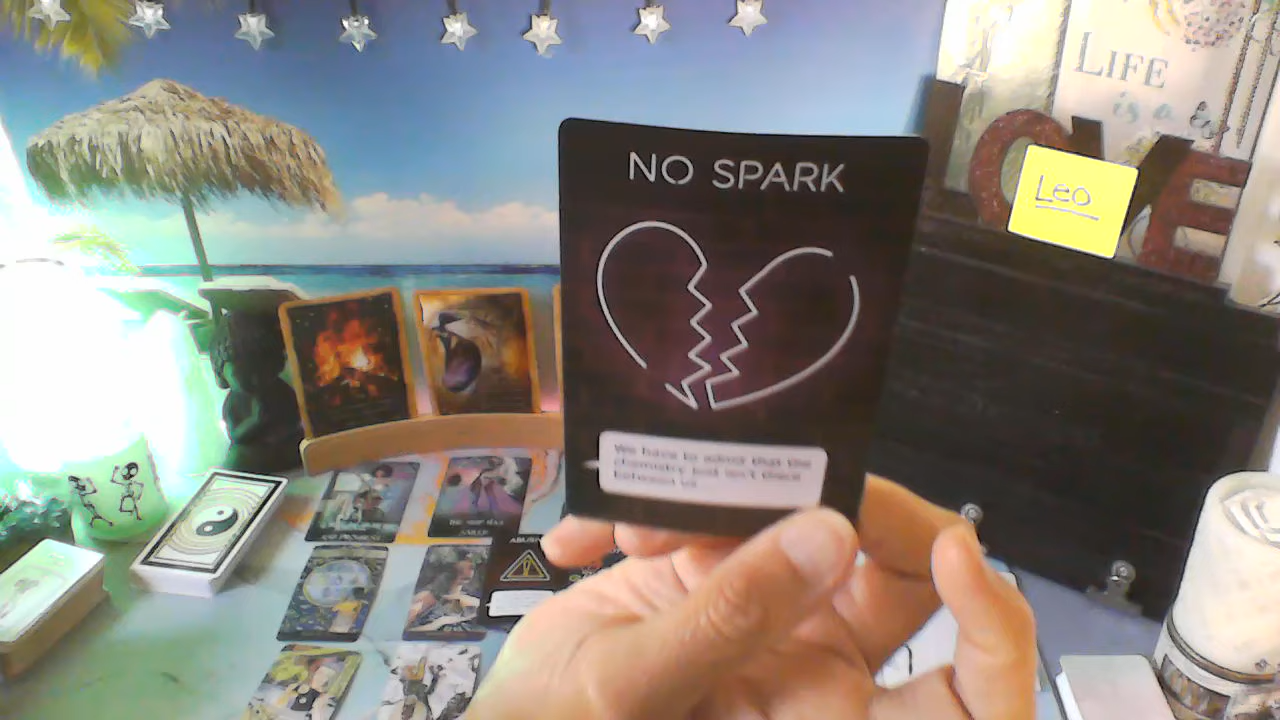 LIFE
is a
LOVE
Leo
NO SPARK
We have to admit that the
chemistry just isn't there
between us